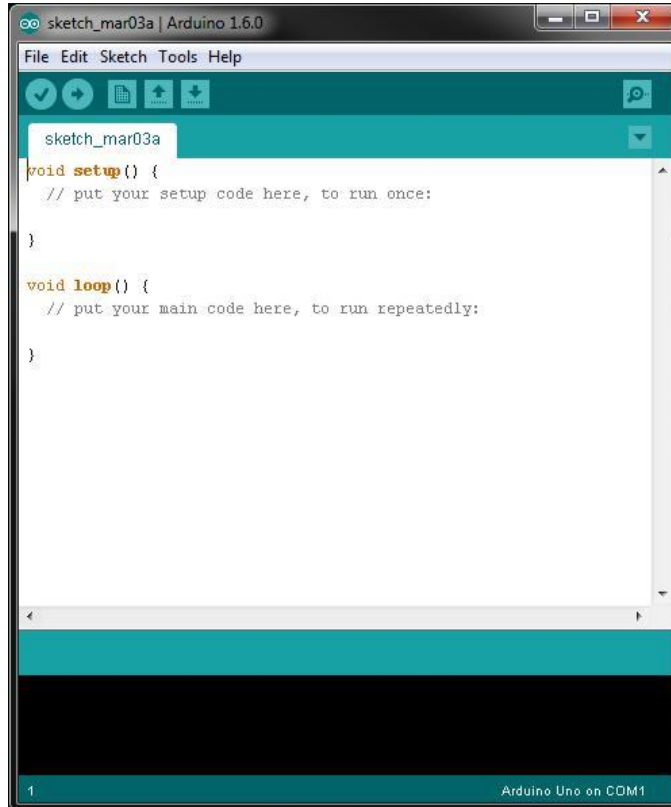 sketch_mar03a | Arduino 1.6.0
File Edit Sketch Tools Help
sketch_mar03a
void setup() {
  // put your setup code here, to run once:
}
void loop() {
  // put your main code here, to run repeatedly:
}
1 Arduino Uno on COM1